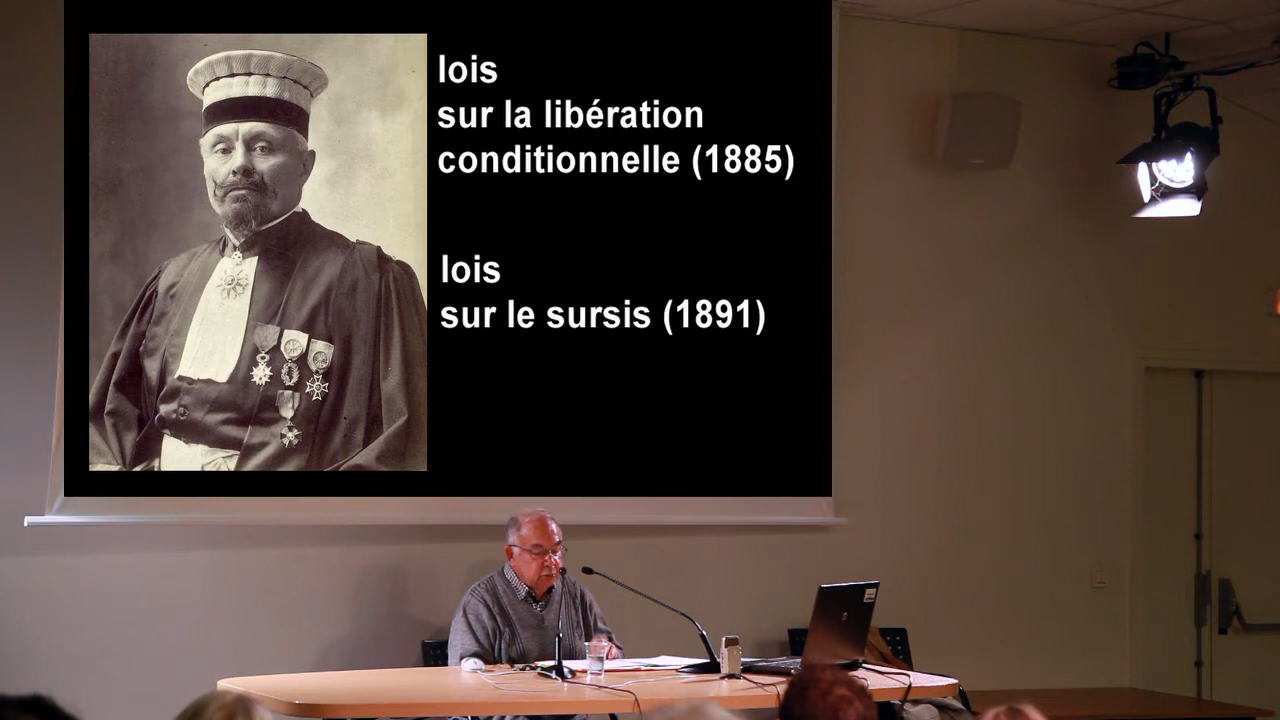 lois
sur la libération
conditionnelle (1885)
lois
sur le sursis (1891)